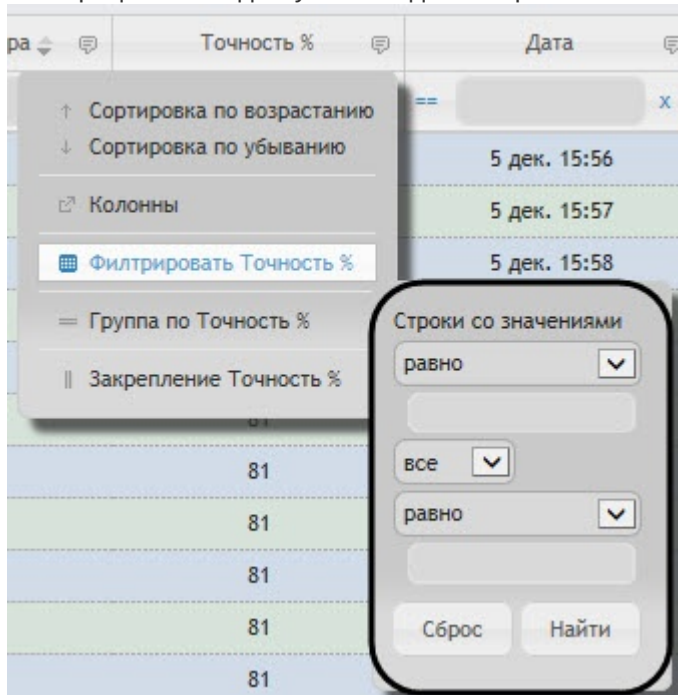 ра Точность % Дата
== x
↑ Сортировка по возрастанию
↓ Сортировка по убыванию
5 дек. 15:56
Колонны
5 дек. 15:57
Филтрировать Точность %
5 дек. 15:58
Группа по Точность %
Закрепление Точность %
Строки со значениями
равно
все
равно
Сброс Найти
81
81
81
81
81